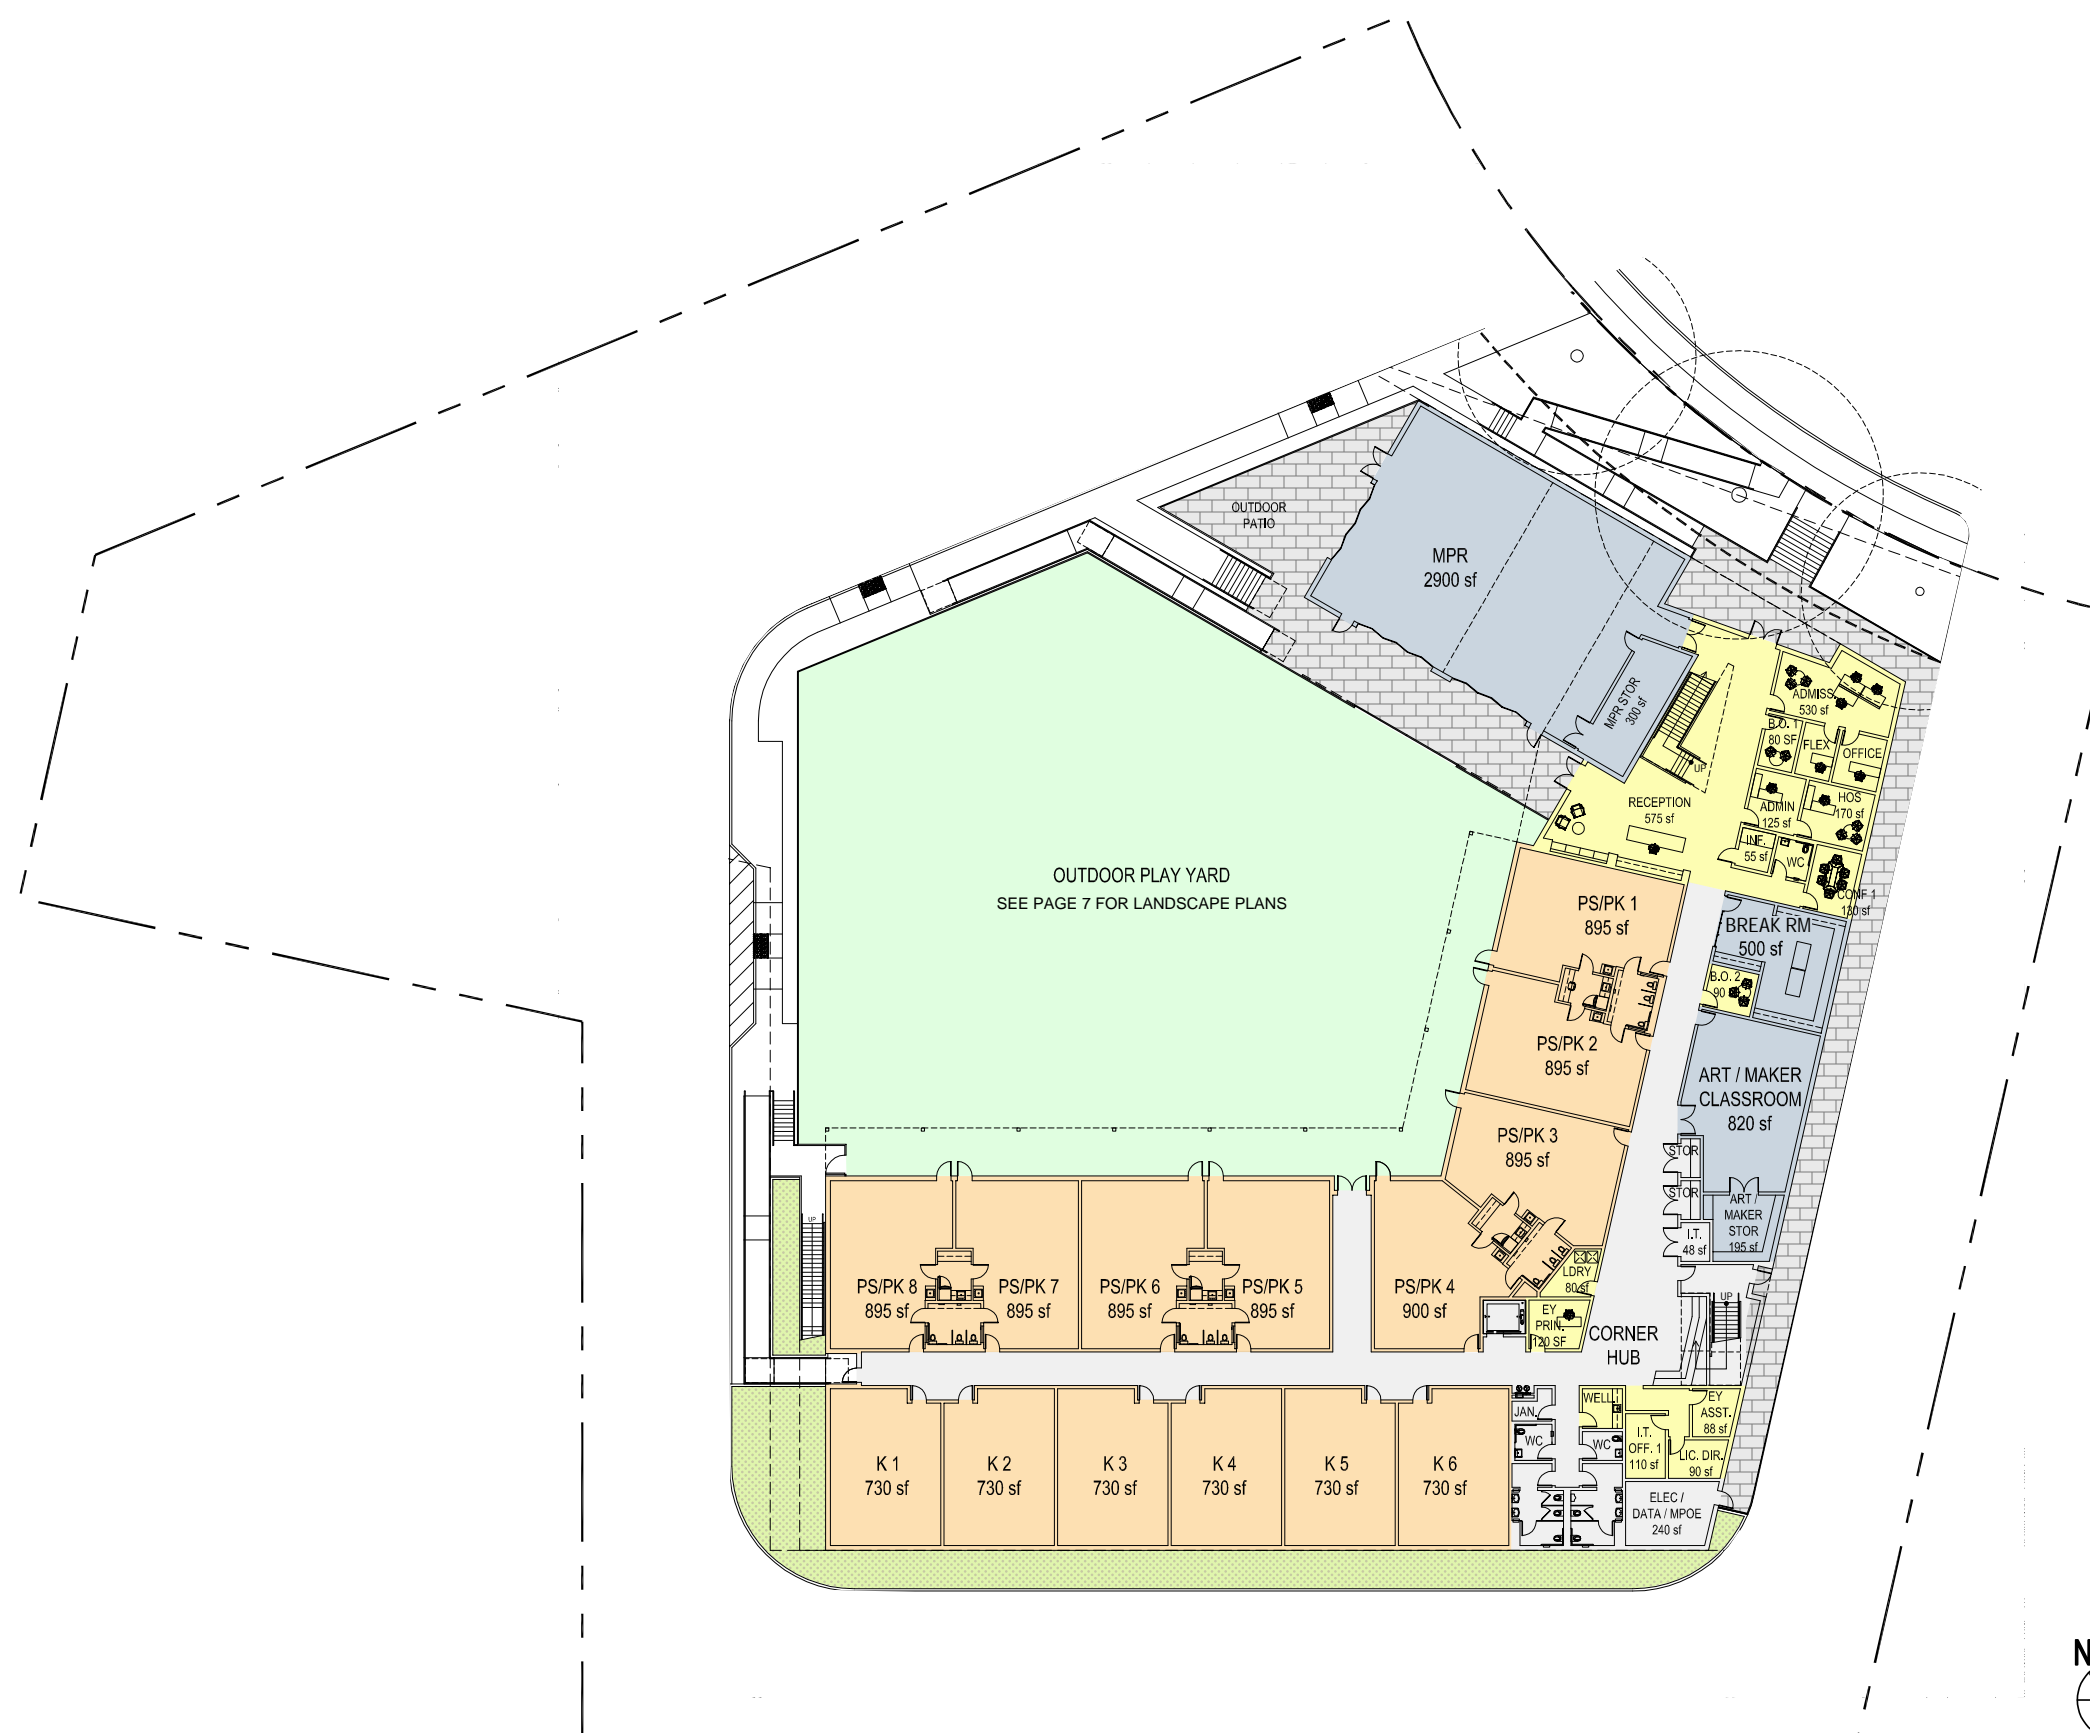 OUTDOOR
PATIO
MPR
2900 sf
MPR STOR
300 sf
ADMISS.
530 sf
B.O. 1
80 SF
FLEX
OFFICE
UP
RECEPTION
575 sf
ADMIN
125 sf
HOS
170 sf
INF.
55 sf
WC
CONF 1
130 sf
OUTDOOR PLAY YARD
SEE PAGE 7 FOR LANDSCAPE PLANS
PS/PK 1
895 sf
BREAK RM
500 sf
B.O. 2
90
PS/PK 2
895 sf
ART / MAKER
CLASSROOM
820 sf
PS/PK 3
895 sf
STOR
STOR
ART /
MAKER
STOR
195 sf
I.T.
48 sf
UP
PS/PK 8
895 sf
PS/PK 7
895 sf
PS/PK 6
895 sf
PS/PK 5
895 sf
PS/PK 4
900 sf
LDRY
80 sf
EY
PRIN.
120 SF
UP
CORNER
HUB
K 1
730 sf
K 2
730 sf
K 3
730 sf
K 4
730 sf
K 5
730 sf
K 6
730 sf
JAN.
WC
WELL.
WC
EY
ASST.
88 sf
I.T.
OFF. 1
110 sf
LIC. DIR.
90 sf
ELEC /
DATA / MPOE
240 sf
N